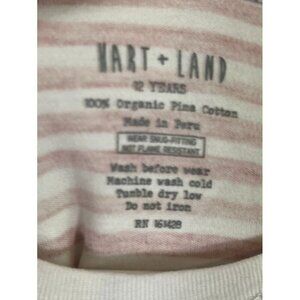 HART + LAND
12 YEARS
100% Organic Pima Cotton
Made in Peru
WEAR SNUG-FITTING
NOT FLAME RESISTANT
Wash before wear
Machine wash cold
Tumble dry low
Do not iron
RN 161428